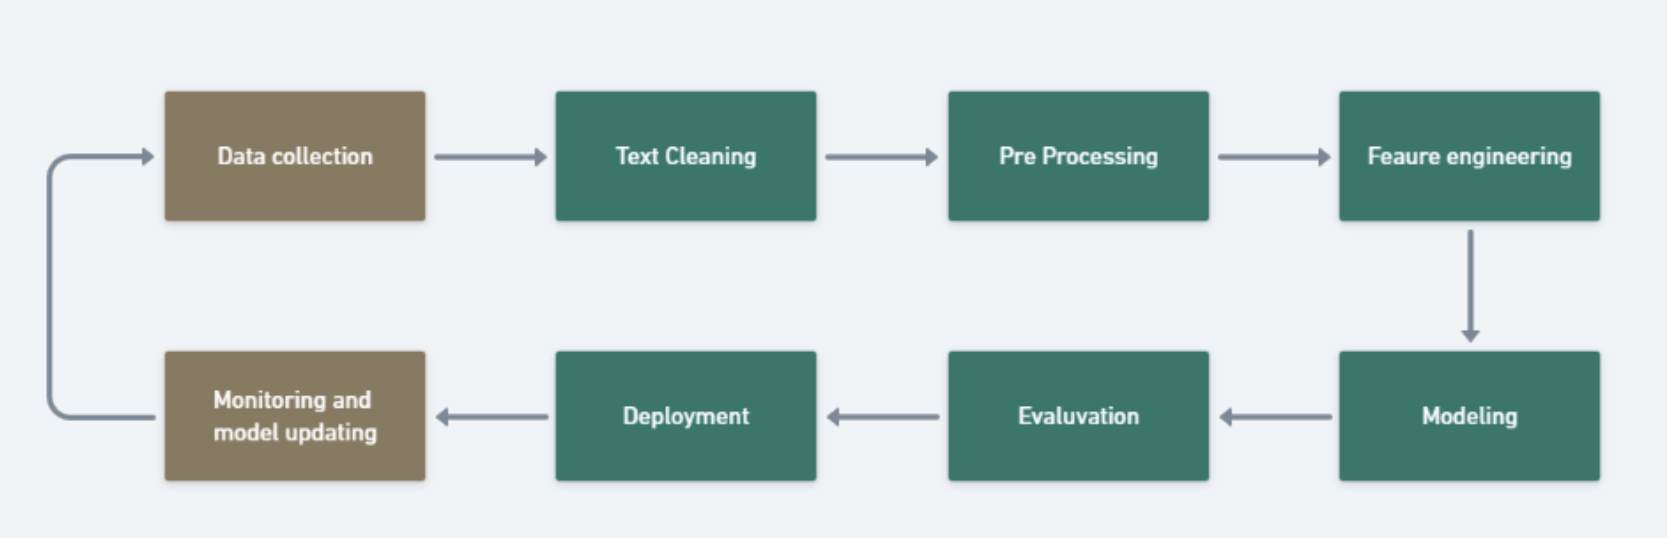 Data collection
Text Cleaning
Pre Processing
Feaure engineering
Monitoring and
model updating
Deployment
Evaluvation
Modeling